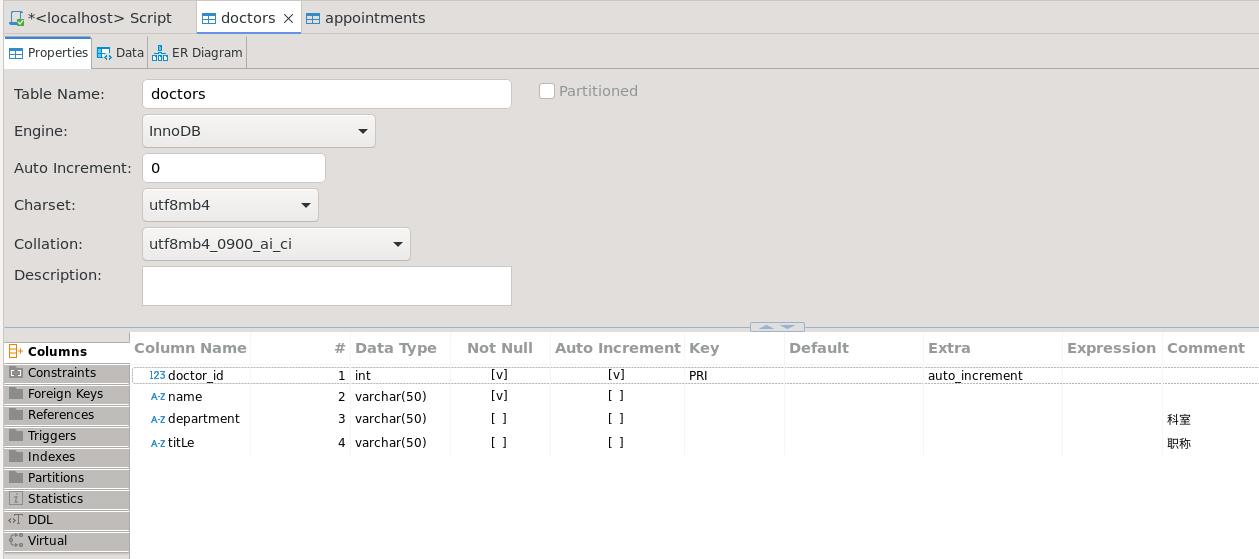 *<localhost> Script doctors appointments
Properties Data ER Diagram
Table Name: doctors Partitioned
Engine: InnoDB
Auto Increment: 0
Charset: utf8mb4
Collation: utf8mb4_0900_ai_ci
Description:
Columns
Constraints
Foreign Keys
References
Triggers
Indexes
Partitions
Statistics
DDL
Virtual
Column Name # Data Type Not Null Auto Increment Key Default Extra Expression Comment
123 doctor_id 1 int [v] [v] PRI auto_increment
A-Z name 2 varchar(50) [v] [ ]
A-Z department 3 varchar(50) [ ] [ ] 科室
A-Z titLe 4 varchar(50) [ ] [ ] 职称